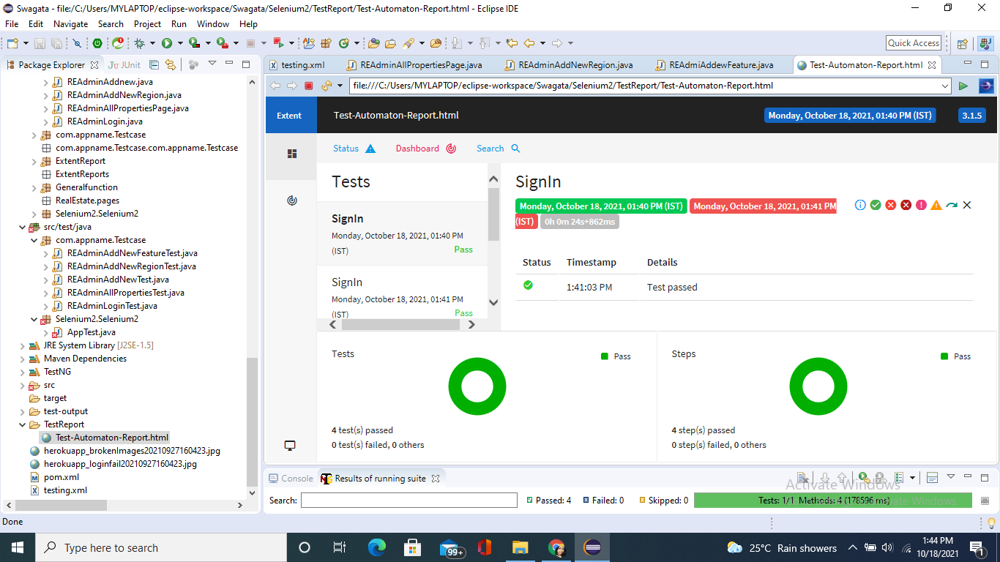 Swagata - file:/C:/Users/MYLAPTOP/eclipse-workspace/Swagata/Selenium2/TestReport/Test-Automaton-Report.html - Eclipse IDE
File Edit Navigate Search Project Run Window Help
Quick Access
Package Explorer JUnit
testing.xml REAdminAllPropertiesPage.java REAdminAddNewRegion.java REAdmiAddewFeature.java Test-Automaton-Report.html
file:///C:/Users/MYLAPTOP/eclipse-workspace/Swagata/Selenium2/TestReport/Test-Automaton-Report.html
REAdminAddnew.java
REAdminAddNewRegion.java
REAdminAllPropertiesPage.java
REAdminLogin.java
com.appname.Testcase
com.appname.Testcase.com.appname.Testcase
ExtentReport
ExtentReports
Generalfunction
RealEstate.pages
Selenium2.Selenium2
src/test/java
com.appname.Testcase
REAdminAddNewFeatureTest.java
REAdminAddNewRegionTest.java
REAdminAddNewTest.java
REAdminAllPropertiesTest.java
REAdminLoginTest.java
Selenium2.Selenium2
AppTest.java
JRE System Library [J2SE-1.5]
Maven Dependencies
TestNG
src
target
test-output
TestReport
Test-Automaton-Report.html
herokuapp_brokenImages20210927160423.jpg
herokuapp_loginfail20210927160423.jpg
pom.xml
testing.xml
Extent Test-Automaton-Report.html Monday, October 18, 2021, 01:40 PM (IST) 3.1.5
Status Dashboard Search
Tests
SignIn
Monday, October 18, 2021, 01:40 PM
(IST) Pass
SignIn
Monday, October 18, 2021, 01:41 PM
(IST) Pass
SignIn
Monday, October 18, 2021, 01:40 PM (IST) Monday, October 18, 2021, 01:41 PM
(IST) 0h 0m 24s+862ms
Status Timestamp Details
1:41:03 PM Test passed
Tests Pass
4 test(s) passed
0 test(s) failed, 0 others
Steps Pass
4 step(s) passed
0 step(s) failed, 0 others
Console Results of running suite
Activate Windows
Search: Passed: 4 Failed: 0 Skipped: 0 Tests: 1/1 Methods: 4 (178596 ms)
Done
Type here to search 99+ 25°C Rain showers 1:44 PM
10/18/2021 1